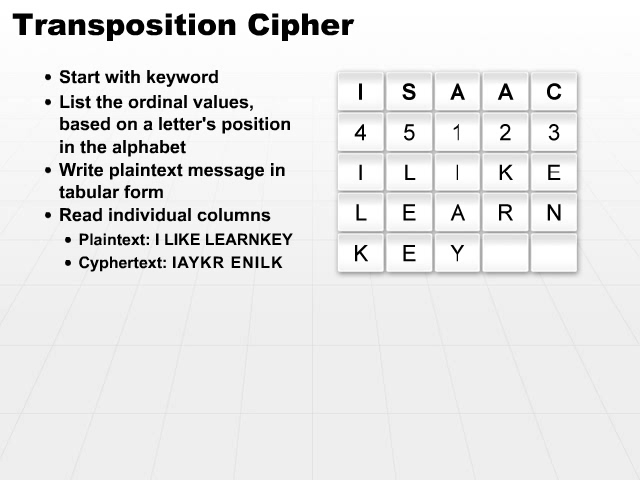 Transposition Cipher
• Start with keyword
• List the ordinal values,
based on a letter's position
in the alphabet
• Write plaintext message in
tabular form
• Read individual columns
• Plaintext: I LIKE LEARNKEY
• Cyphertext: IAYKR ENILK
I S A A C
4 5 1 2 3
I L I K E
L E A R N
K E Y